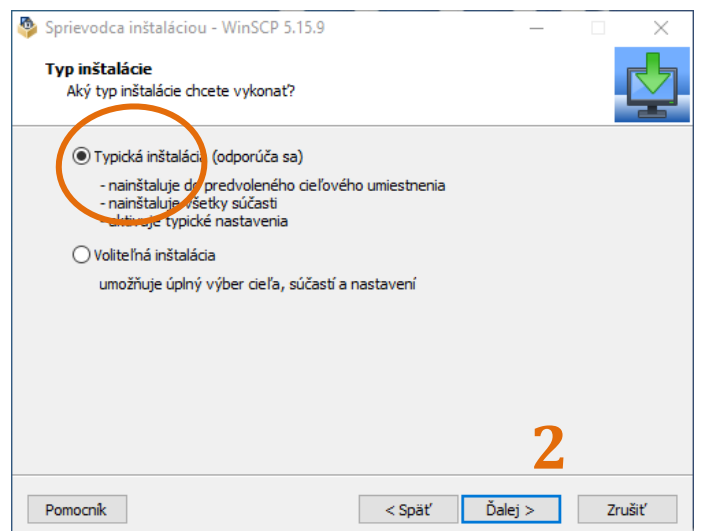 Sprievodca inštaláciou - WinSCP 5.15.9
Typ inštalácie
Aký typ inštalácie chcete vykonať?
Typická inštalácia (odporúča sa)
- nainštaluje do predvoleného cieľového umiestnenia
- nainštaluje všetky súčasti
- aktivuje typické nastavenia
Voliteľná inštalácia
umožňuje úplný výber cieľa, súčastí a nastavení
2
Pomocník < Späť Ďalej > Zrušiť